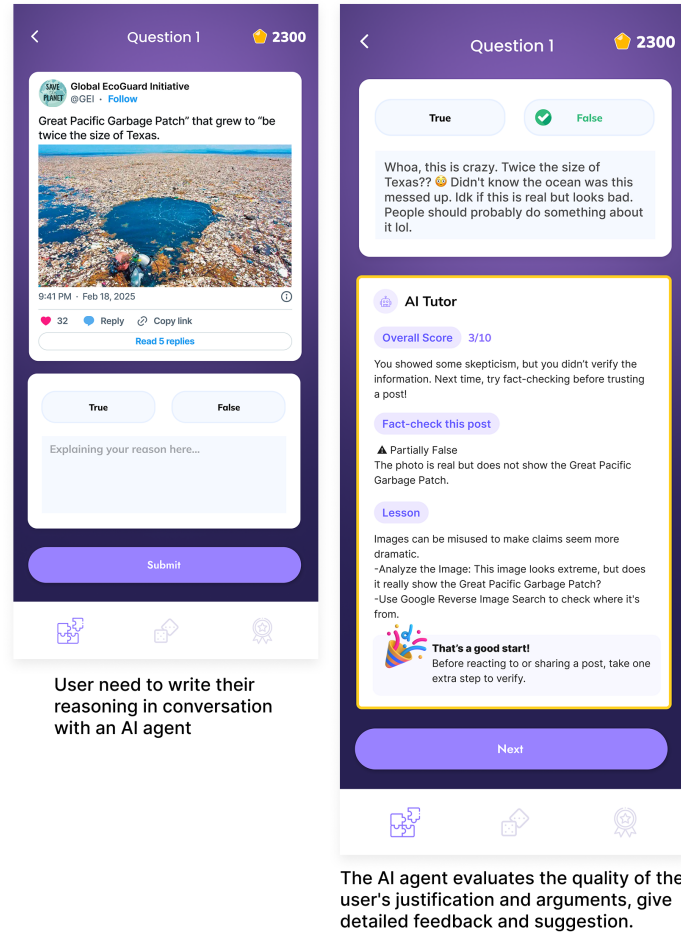 Question 1
2300
SAVE
PLANET
Global EcoGuard Initiative
@GEI · Follow
Great Pacific Garbage Patch” that grew to “be
twice the size of Texas.
9:41 PM · Feb 18, 2025
32 Reply Copy link
Read 5 replies
True False
Explaining your reason here...
Submit
User need to write their
reasoning in conversation
with an AI agent
Question 1
2300
True False
Whoa, this is crazy. Twice the size of
Texas?? 😳 Didn't know the ocean was this
messed up. Idk if this is real but looks bad.
People should probably do something about
it lol.
AI Tutor
Overall Score 3/10
You showed some skepticism, but you didn’t verify the
information. Next time, try fact-checking before trusting
a post!
Fact-check this post
⚠ Partially False
The photo is real but does not show the Great Pacific
Garbage Patch.
Lesson
Images can be misused to make claims seem more
dramatic.
-Analyze the Image: This image looks extreme, but does
it really show the Great Pacific Garbage Patch?
-Use Google Reverse Image Search to check where it's
from.
That’s a good start!
Before reacting to or sharing a post, take one
extra step to verify.
Next
The AI agent evaluates the quality of the
user's justification and arguments, give
detailed feedback and suggestion.